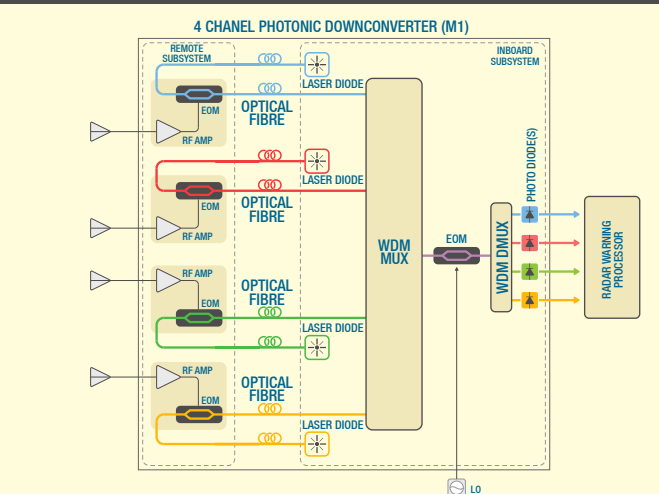 4 CHANEL PHOTONIC DOWNCONVERTER (M1)
REMOTE
SUBSYSTEM
INBOARD
SUBSYSTEM
LASER DIODE
EOM
OPTICAL
FIBRE
RF AMP
LASER DIODE
EOM
OPTICAL
FIBRE
RF AMP
RF AMP
EOM
OPTICAL
FIBRE
LASER DIODE
RF AMP
EOM
OPTICAL
FIBRE
LASER DIODE
WDM
MUX
EOM
WDM DMUX
PHOTO DIODE(S)
RADAR WARNING
PROCESSOR
LO